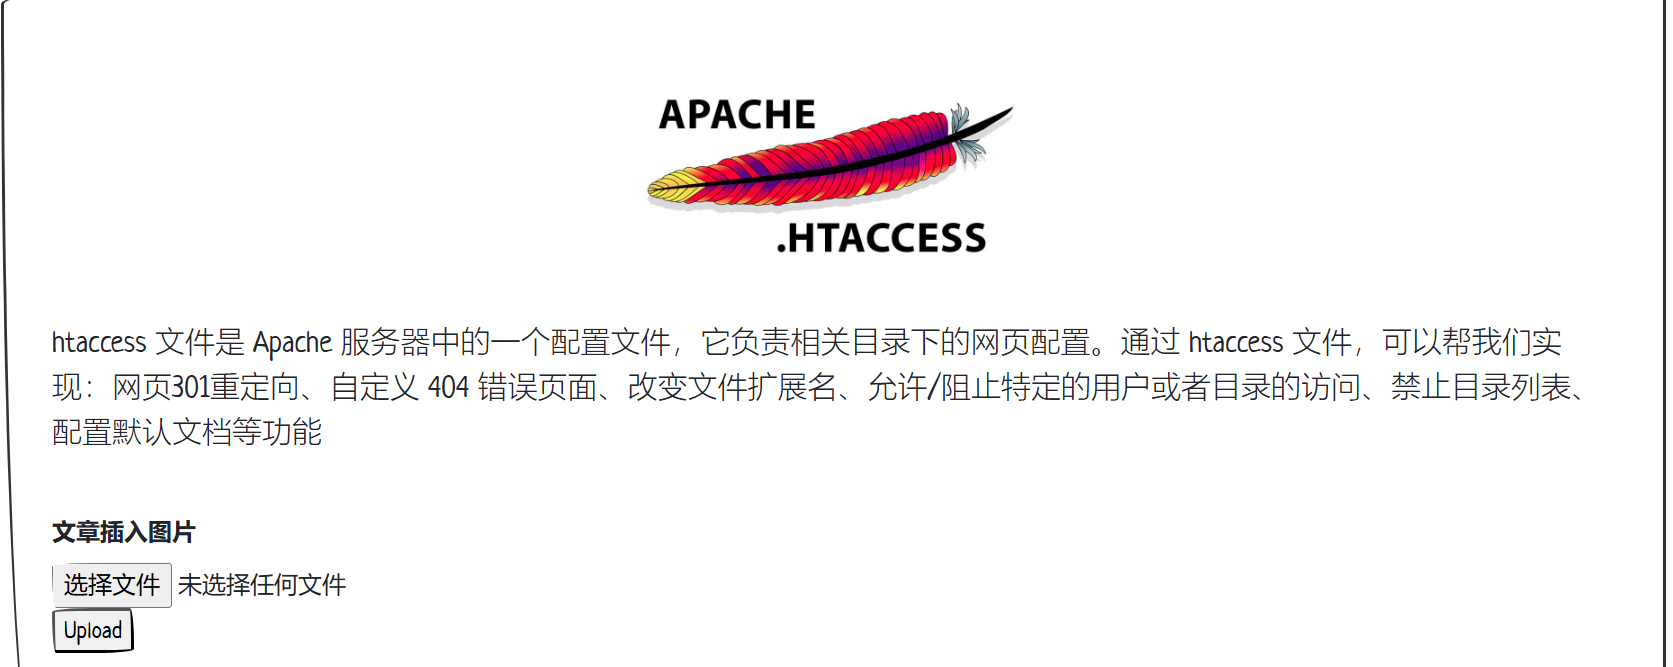 APACHE
.HTACCESS
htaccess 文件是 Apache 服务器中的一个配置文件，它负责相关目录下的网页配置。通过 htaccess 文件，可以帮我们实
现：网页301重定向、自定义 404 错误页面、改变文件扩展名、允许/阻止特定的用户或者目录的访问、禁止目录列表、
配置默认文档等功能
文章插入图片
选择文件 未选择任何文件
Upload